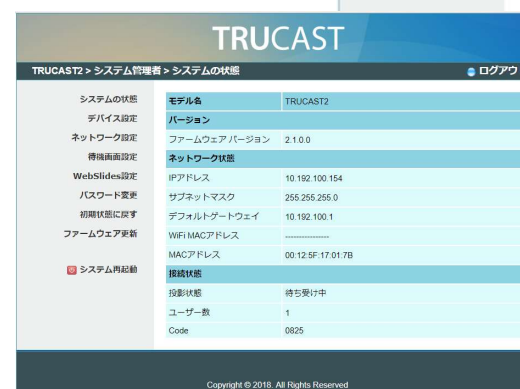 TRUCAST
TRUCAST2 > システム管理者 > システムの状態
ログアウ
システムの状態
デバイス設定
ネットワーク設定
待機画面設定
WebSlides設定
パスワード変更
初期状態に戻す
ファームウェア更新
システム再起動
モデル名 TRUCAST2
バージョン
ファームウェア バージョン 2.1.0.0
ネットワーク状態
IPアドレス 10.192.100.154
サブネットマスク 255.255.255.0
デフォルトゲートウェイ 10.192.100.1
WiFi MACアドレス ----------------
MACアドレス 00:12:5F:17:01:7B
接続状態
投影状態 待ち受け中
ユーザー数 1
Code 0825
Copyright © 2018. All Rights Reserved